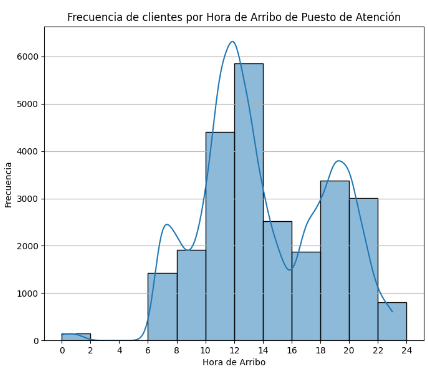 Frecuencia de clientes por Hora de Arribo de Puesto de Atención
Frecuencia
6000
5000
4000
3000
2000
1000
0
0 2 4 6 8 10 12 14 16 18 20 22 24
Hora de Arribo